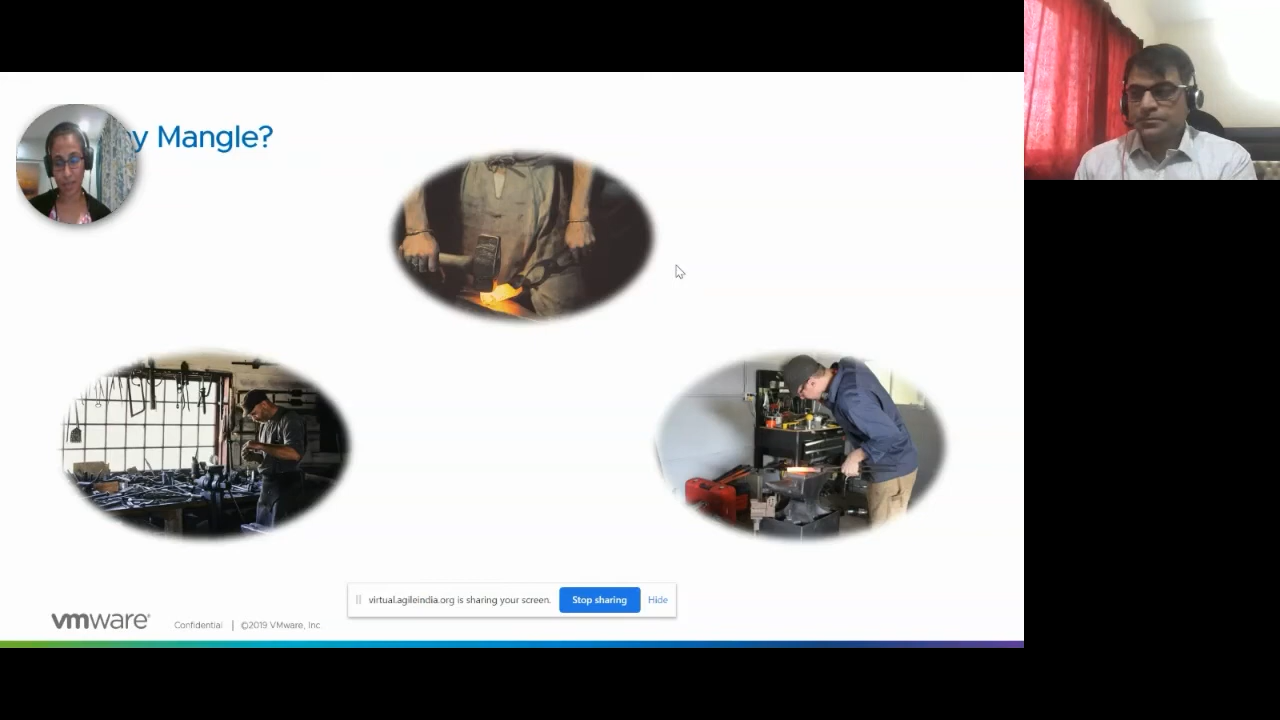 y Mangle?
virtual.agileindia.org is sharing your screen. Stop sharing Hide
vmware®
Confidential | ©2019 VMware, Inc.